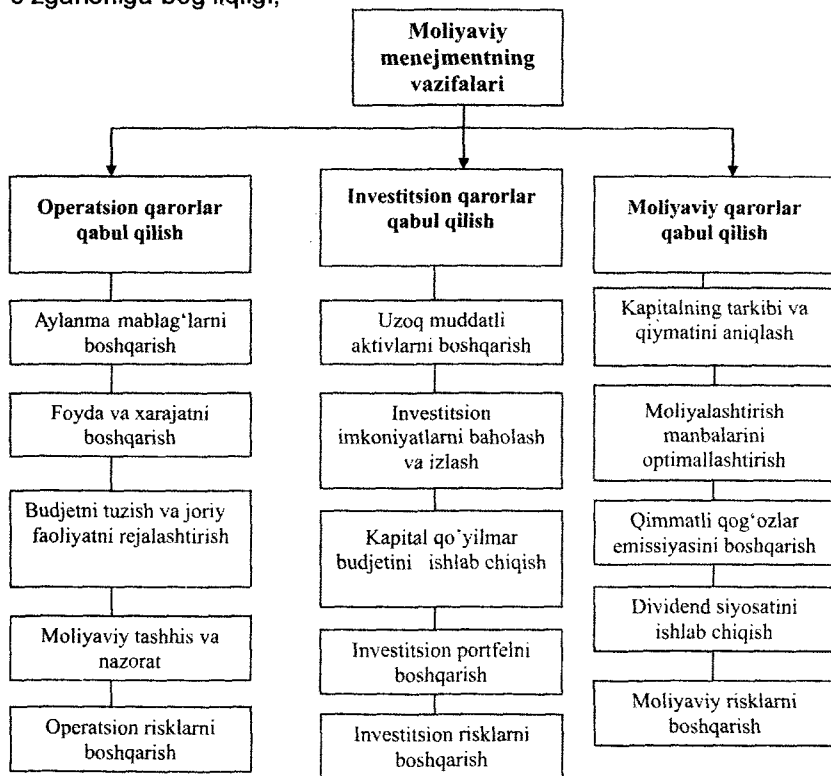 Moliyaviy
menejmentning
vazifalari
Operatsion qarorlar
qabul qilish
Aylanma mablag‘larni
boshqarish
Foyda va xarajatni
boshqarish
Budjetni tuzish va joriy
faoliyatni rejalashtirish
Moliyaviy tashhis va
nazorat
Operatsion risklarni
boshqarish
Investitsion qarorlar
qabul qilish
Uzoq muddatli
aktivlarni boshqarish
Investitsion
imkoniyatlarni baholash
va izlash
Kapital qo‘yilmar
budjetini ishlab chiqish
Investitsion portfelni
boshqarish
Investitsion risklarni
boshqarish
Moliyaviy qarorlar
qabul qilish
Kapitalning tarkibi va
qiymatini aniqlash
Moliyalashtirish
manbalarini
optimallashtirish
Qimmatli qog‘ozlar
emissiyasini boshqarish
Dividend siyosatini
ishlab chiqish
Moliyaviy risklarni
boshqarish